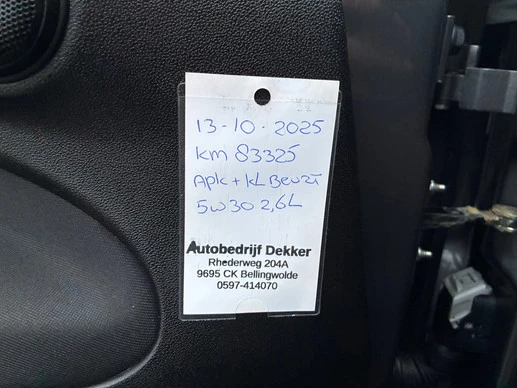 13-10-2025
km 83325
Apk + kl Beurt
5w30 2,6L
Autobedrijf Dekker
Rhederweg 204A
9695 CK Bellingwolde
0597-414070